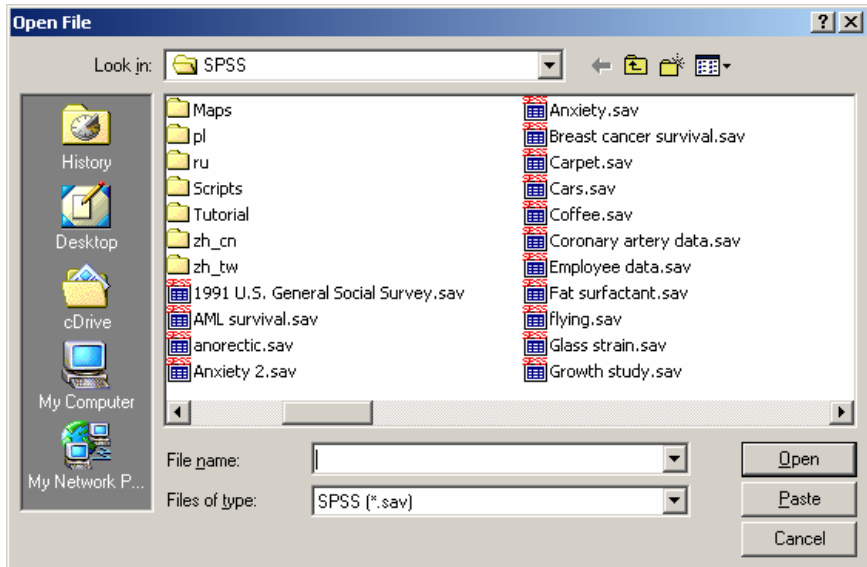 Open File
Look in:
SPSS
History
Desktop
cDrive
My Computer
My Network P...
Maps
pl
ru
Scripts
Tutorial
zh_cn
zh_tw
1991 U.S. General Social Survey.sav
AML survival.sav
anorectic.sav
Anxiety 2.sav
Anxiety.sav
Breast cancer survival.sav
Carpet.sav
Cars.sav
Coffee.sav
Coronary artery data.sav
Employee data.sav
Fat surfactant.sav
flying.sav
Glass strain.sav
Growth study.sav
File name:
Files of type:
SPSS (*.sav)
Open
Paste
Cancel